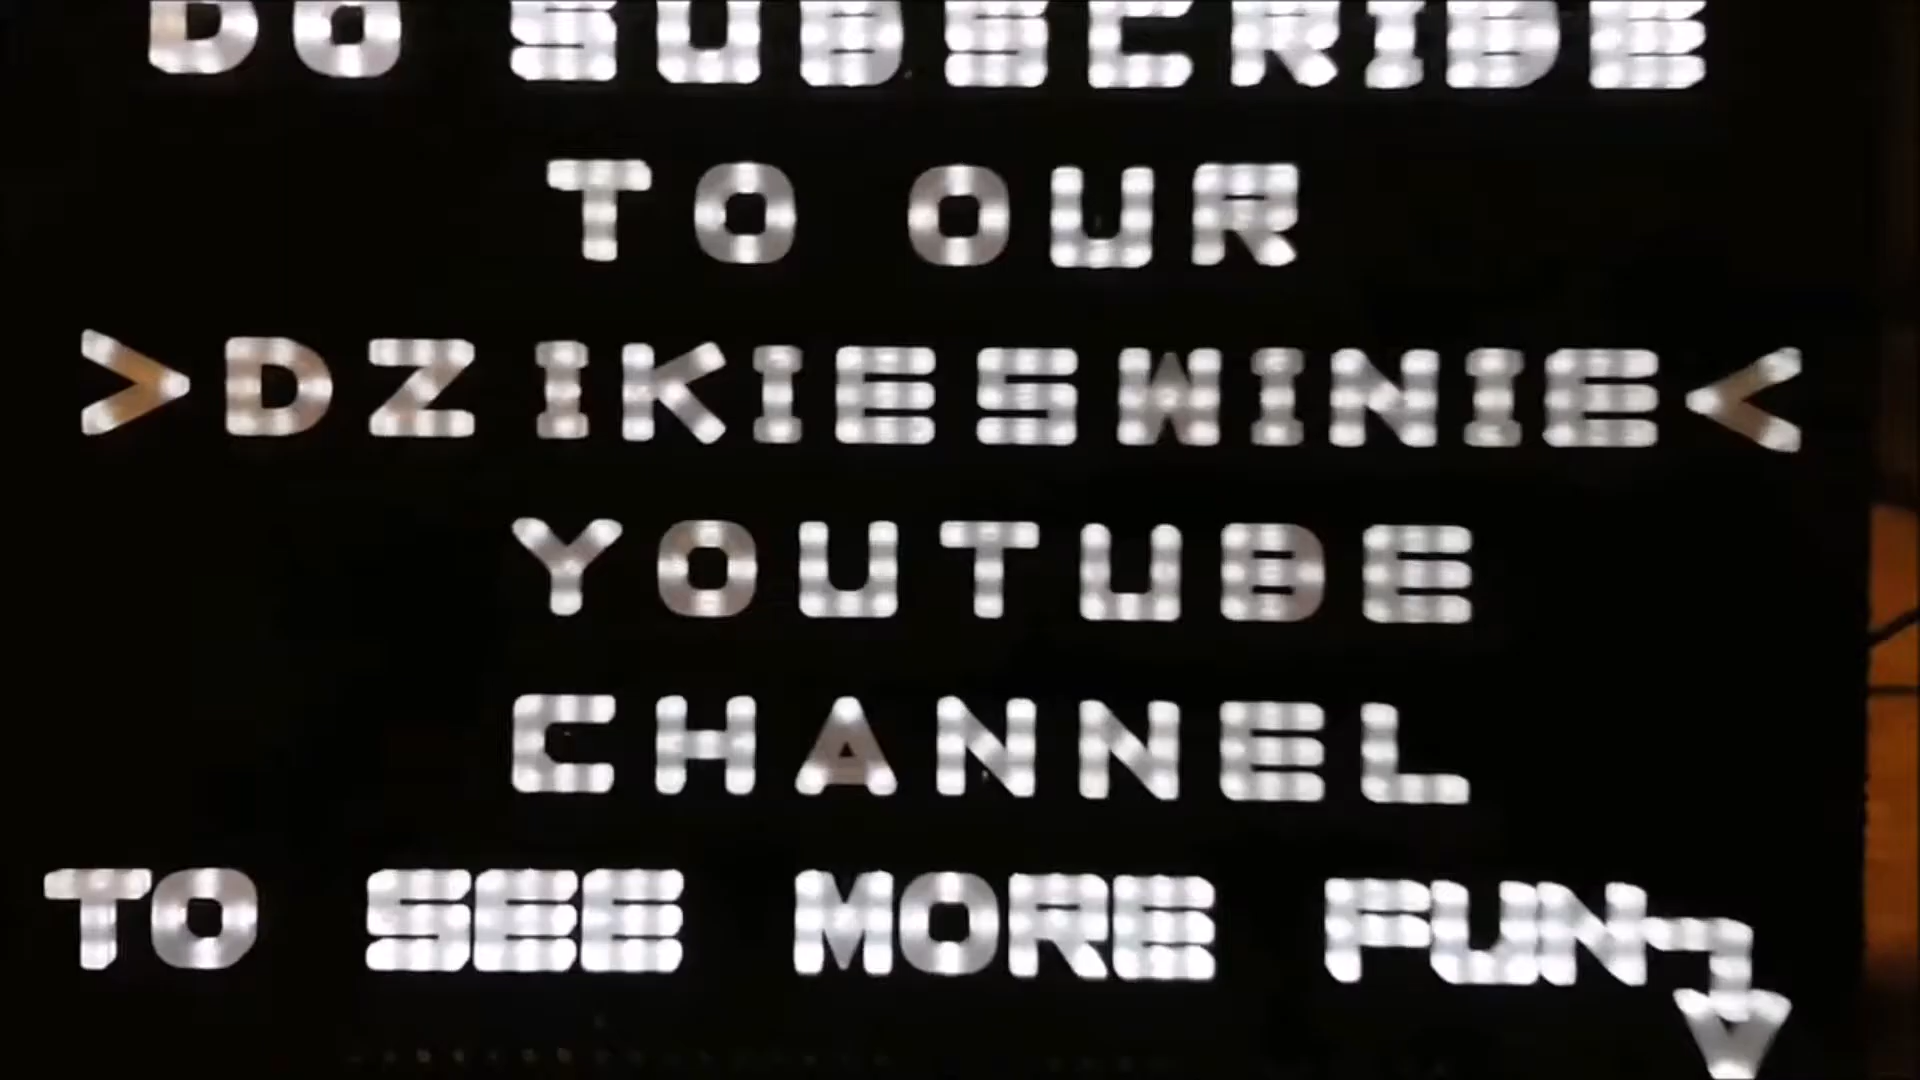 DO SUBSCRIBE
TO OUR
>DZIKIESWINIE<
YOUTUBE
CHANNEL
TO SEE MORE FUN